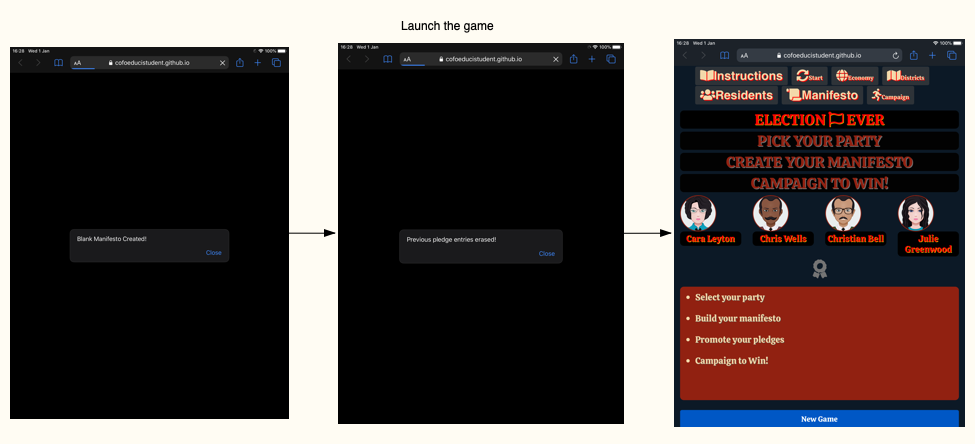 Launch the game
16:28 Wed 1 Jan 100%
AA cofoeducistudent.github.io
Blank Manifesto Created!
Close
16:28 Wed 1 Jan 100%
AA cofoeducistudent.github.io
Previous pledge entries erased!
Close
16:28 Wed 1 Jan 100%
AA cofoeducistudent.github.io
Instructions Start Economy Districts
Residents Manifesto Campaign
ELECTION EVER
PICK YOUR PARTY
CREATE YOUR MANIFESTO
CAMPAIGN TO WIN!
Cara Leyton Chris Wells Christian Bell Julie
Greenwood
• Select your party
• Build your manifesto
• Promote your pledges
• Campaign to Win!
New Game